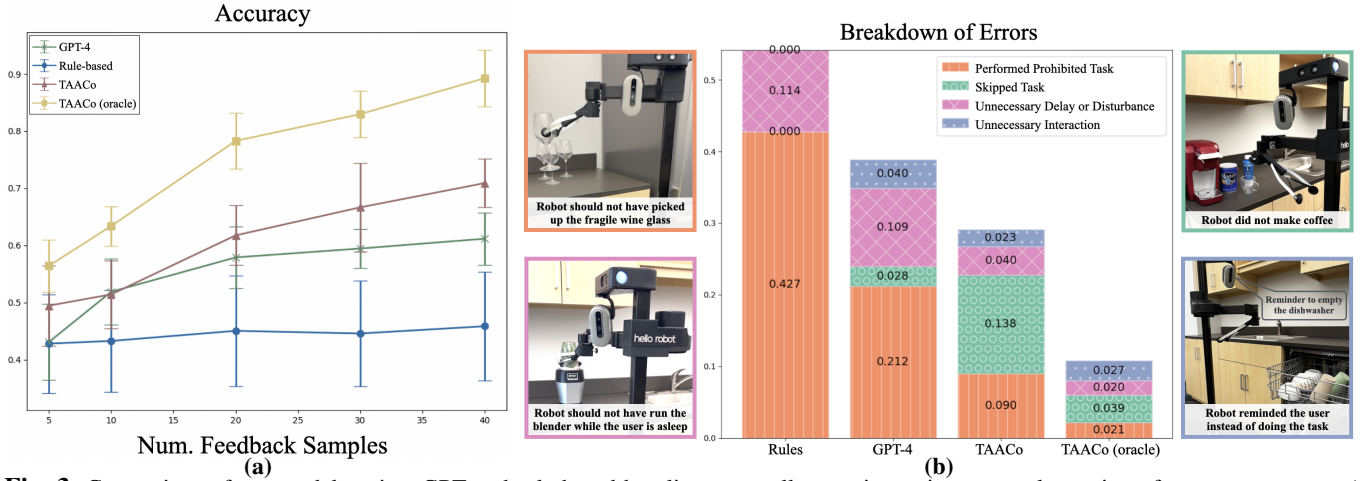 Accuracy
GPT-4
Rule-based
TAACo
TAACo (oracle)
0.9
0.8
0.7
0.6
0.5
0.4
5
10
15
20
25
30
35
40
Num. Feedback Samples
(a)
Robot should not have picked
up the fragile wine glass
hello robot
Robot should not have run the
blender while the user is asleep
Breakdown of Errors
Performed Prohibited Task
Skipped Task
Unnecessary Delay or Disturbance
Unnecessary Interaction
0.5
0.4
0.3
0.2
0.1
0.0
0.000
0.114
0.000
0.427
0.040
0.109
0.028
0.212
0.023
0.040
0.138
0.090
0.027
0.020
0.039
0.021
Rules
GPT-4
TAACo
TAACo (oracle)
(b)
hello
Robot did not make coffee
Reminder to empty
the dishwasher
Robot reminded the user
instead of doing the task